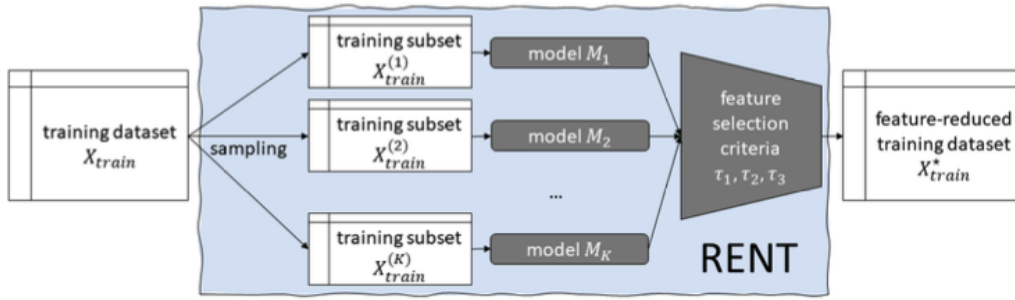 training dataset
X_train
sampling
training subset
X_train^(1)
model M_1
training subset
X_train^(2)
model M_2
...
training subset
X_train^(K)
model M_K
feature
selection
criteria
τ_1, τ_2, τ_3
RENT
feature-reduced
training dataset
X_train^*